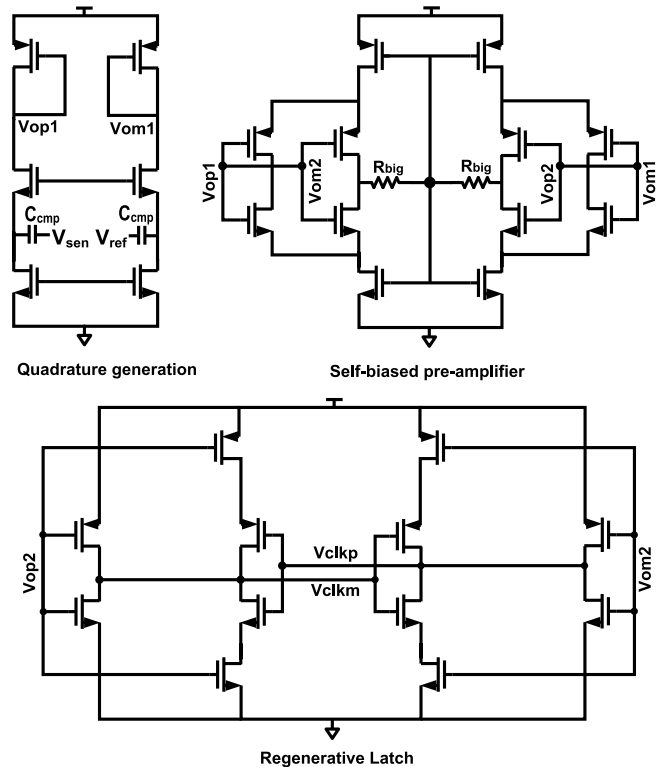 Vop1
Vom1
Ccmp
Ccmp
Vsen
Vref
Quadrature generation
Vop1
Vom2
Rbig
Rbig
Vop2
Vom1
Self-biased pre-amplifier
Vop2
Vclkp
Vclkm
Vom2
Regenerative Latch